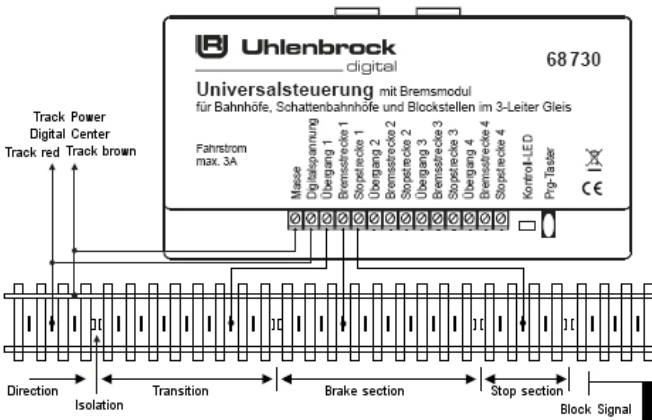 R Uhlenbrock
digital
68 730
Universalsteuerung mit Bremsmodul
für Bahnhöfe, Schattenbahnhöfe und Blockstellen im 3-Leiter Gleis
Fahrstrom
max. 3A
Masse
Digitalspannung
Übergang 1
Bremsstrecke 1
Stopstrecke 1
Übergang 2
Bremsstrecke 2
Stopstrecke 2
Übergang 3
Bremsstrecke 3
Stopstrecke 3
Übergang 4
Bremsstrecke 4
Stopstrecke 4
Kontroll-LED
Prg-Taster
CE
Track Power
Digital Center
Track red Track brown
Direction
Isolation
Transition
Brake section
Stop section
Block Signal